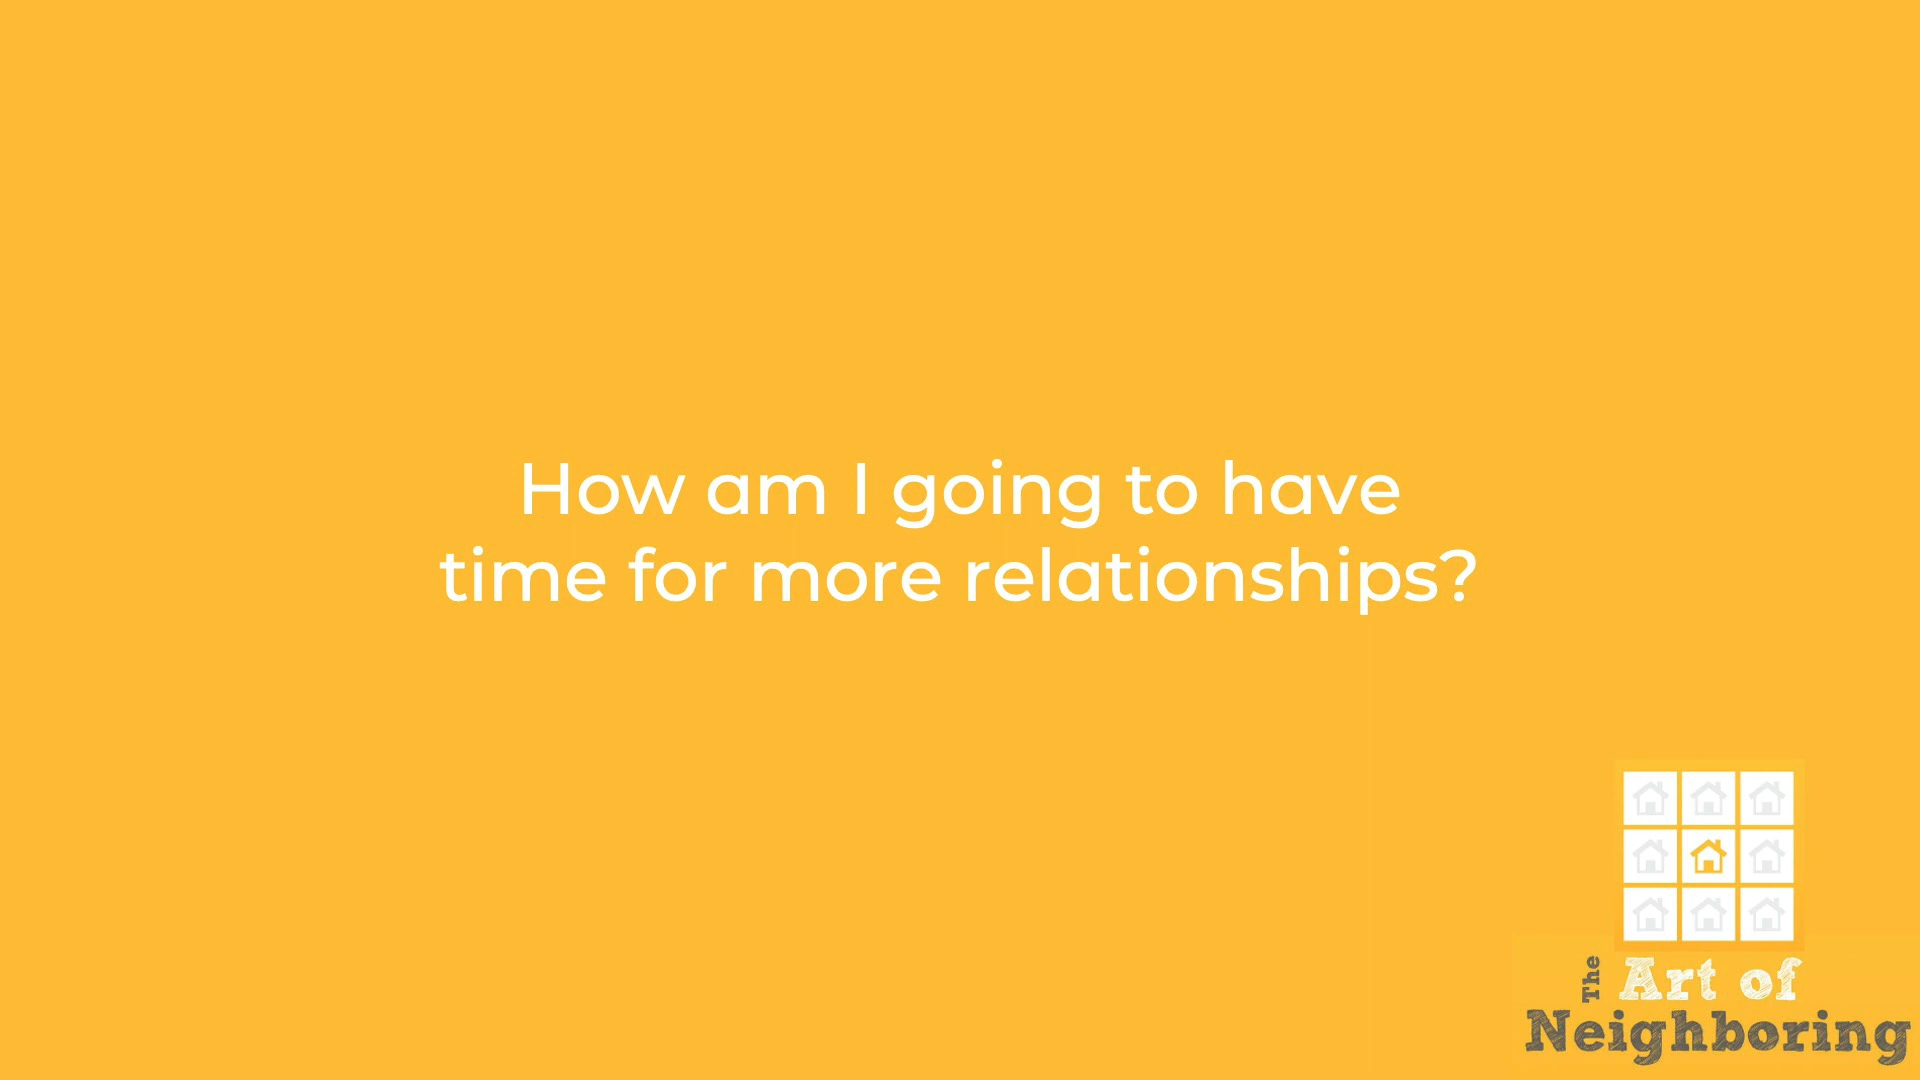 How am I going to have
time for more relationships?
The Art of
Neighboring